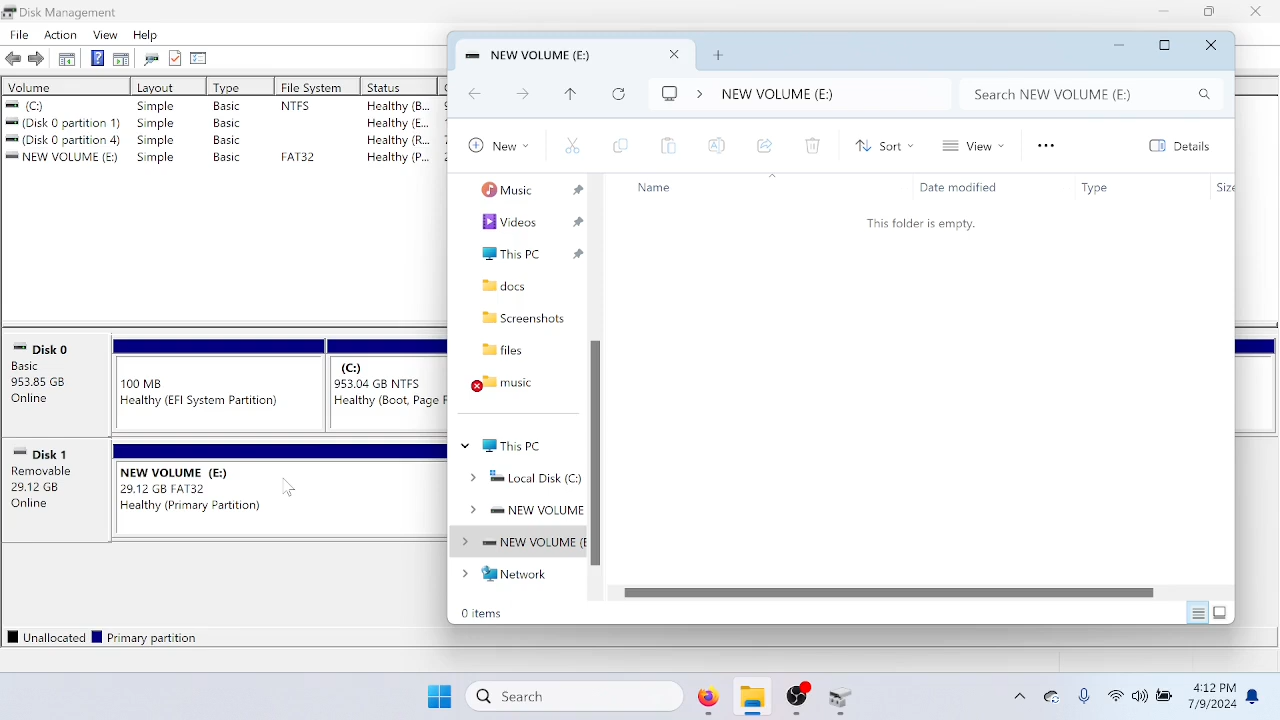 Disk Management
File Action View Help
Volume Layout Type File System Status
(C:) Simple Basic NTFS Healthy (B...
(Disk 0 partition 1) Simple Basic Healthy (E...
(Disk 0 partition 4) Simple Basic Healthy (R...
NEW VOLUME (E:) Simple Basic FAT32 Healthy (P...
Disk 0
Basic
953.85 GB
Online
100 MB
Healthy (EFI System Partition)
(C:)
953.04 GB NTFS
Healthy (Boot, Page F
Disk 1
Removable
29.12 GB
Online
NEW VOLUME (E:)
29.12 GB FAT32
Healthy (Primary Partition)
Unallocated Primary partition
NEW VOLUME (E:)
NEW VOLUME (E:) Search NEW VOLUME (E:)
New Sort View Details
Name Date modified Type Size
This folder is empty.
Music
Videos
This PC
docs
Screenshots
files
music
This PC
Local Disk (C:)
NEW VOLUME
NEW VOLUME (E
Network
0 items
Search
4:12 PM
7/9/2024